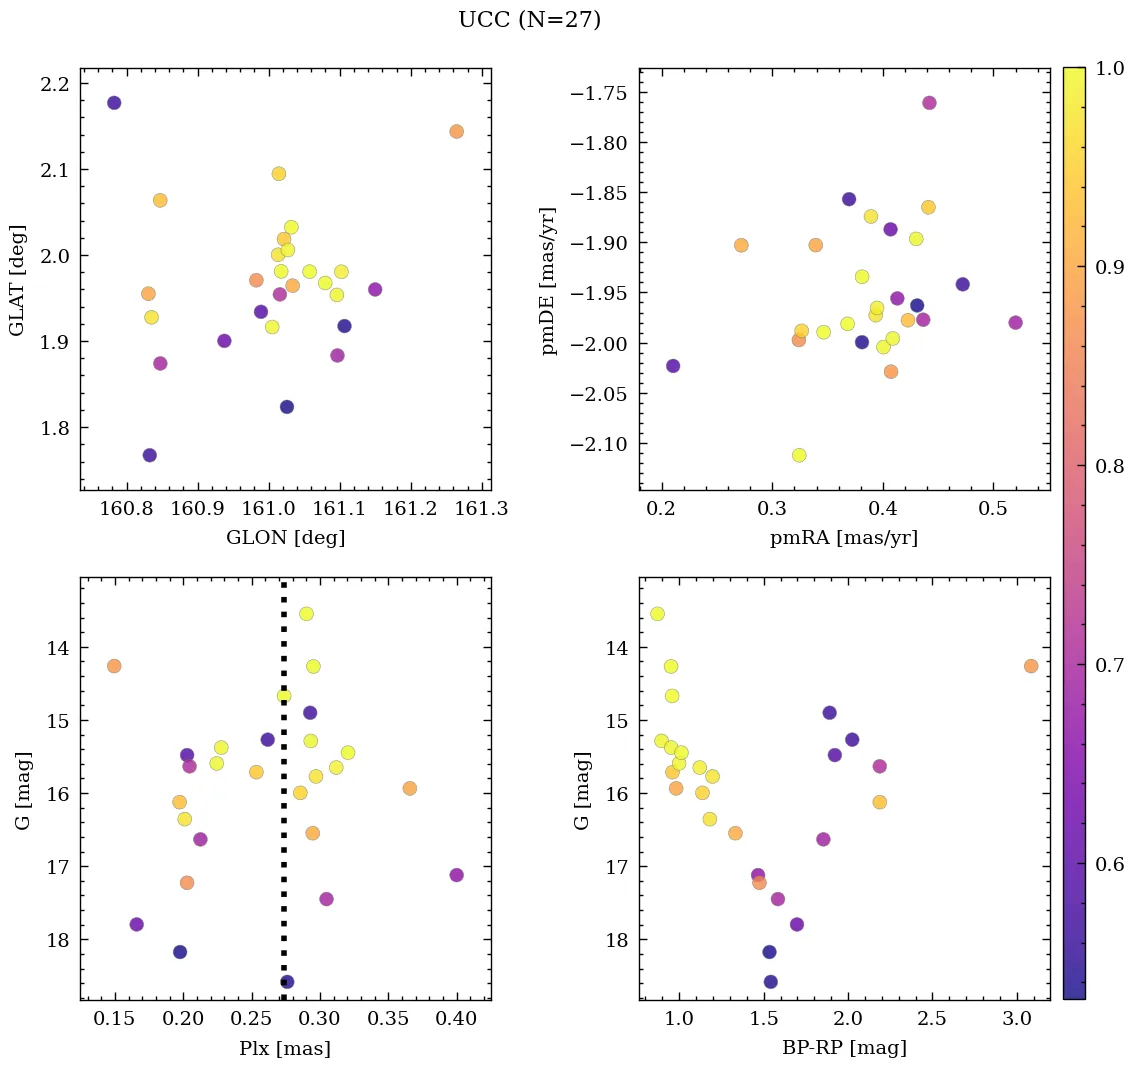 UCC (N=27)
2.2
2.1
2.0
1.9
1.8
GLAT [deg]
160.8 160.9 161.0 161.1 161.2 161.3
GLON [deg]
−1.75
−1.80
−1.85
−1.90
−1.95
−2.00
−2.05
−2.10
pmDE [mas/yr]
0.2 0.3 0.4 0.5
pmRA [mas/yr]
1.0
0.9
0.8
0.7
0.6
14
15
16
17
18
G [mag]
0.15 0.20 0.25 0.30 0.35 0.40
Plx [mas]
14
15
16
17
18
G [mag]
1.0 1.5 2.0 2.5 3.0
BP-RP [mag]